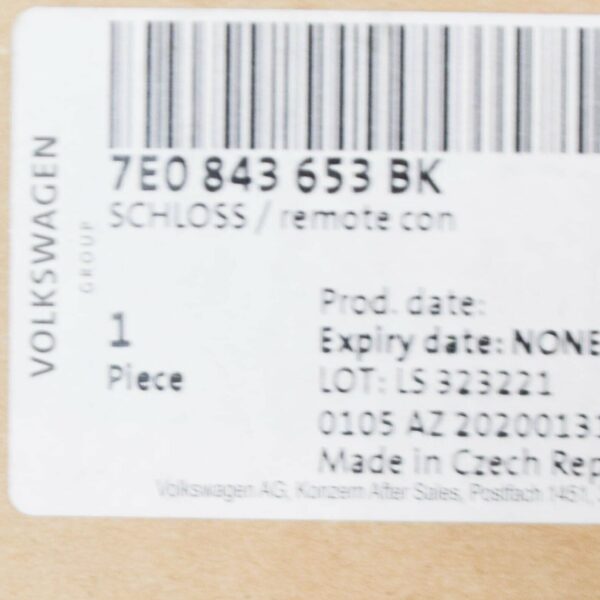 VOLKSWAGEN
GROUP
7E0 843 653 BK
SCHLOSS / remote con
1
Piece
Prod. date:
Expiry date: NONE
LOT: LS 323221
0105 AZ 20200131
Made in Czech Rep
Volkswagen AG, Konzern After Sales, Postfach 1451,